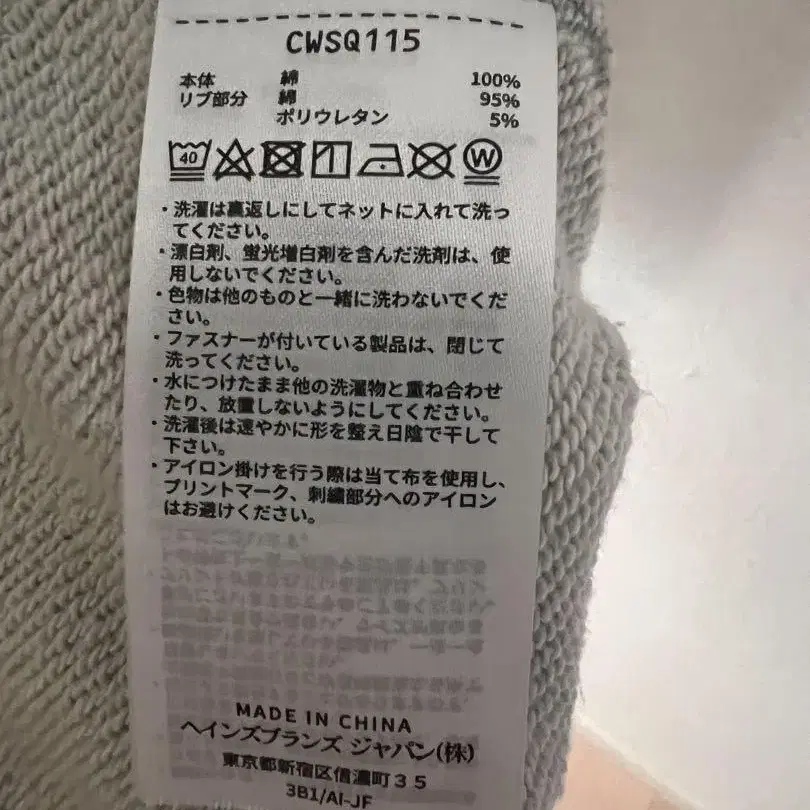 CWSQ115
本体 綿 100%
リブ部分 綿 95%
ポリウレタン 5%
40
W
・洗濯は裏返しにしてネットに入れて洗っ
てください。
・漂白剤、蛍光増白剤を含んだ洗剤は、使
用しないでください。
・色物は他のものと一緒に洗わないでくだ
さい。
・ファスナーが付いている製品は、閉じて
洗ってください。
・水につけたまま他の洗濯物と重ね合わせ
たり、放置しないようにしてください。
・洗濯後は速やかに形を整え日陰で干して
下さい。
・アイロン掛けを行う際は当て布を使用し、
プリントマーク、刺繍部分へのアイロン
はお避けください。
MADE IN CHINA
ヘインズブランズ ジャパン(株)
東京都新宿区信濃町35
3B1/AI-JF